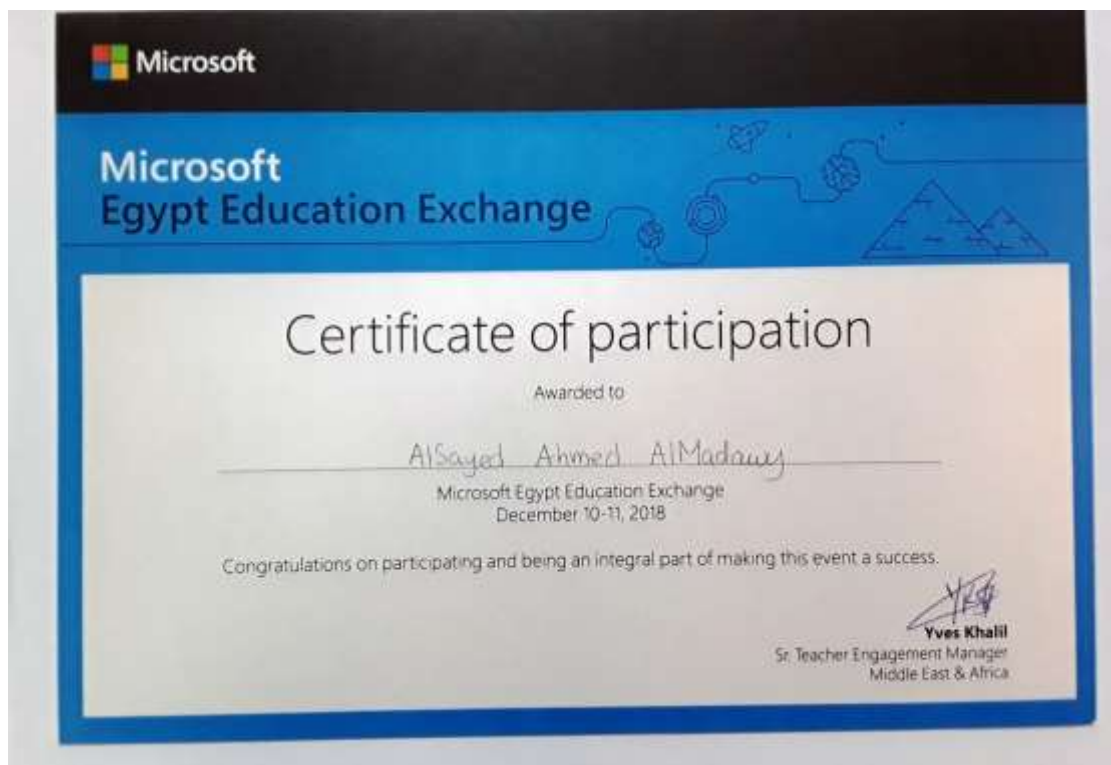 Microsoft
Microsoft
Egypt Education Exchange
Certificate of participation
Awarded to
AlSayed Ahmed AlMadawy
Microsoft Egypt Education Exchange
December 10-11, 2018
Congratulations on participating and being an integral part of making this event a success.
Yves Khalil
Sr. Teacher Engagement Manager
Middle East & Africa